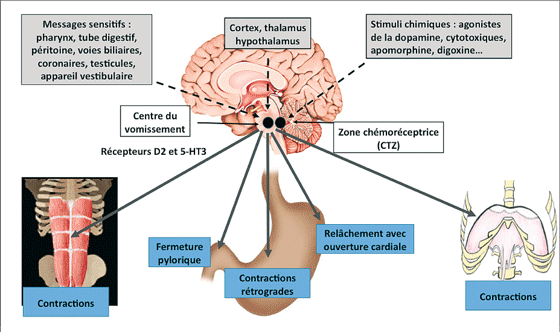 Messages sensitifs :
pharynx, tube digestif,
péritoine, voies biliaires,
coronaires, testicules,
appareil vestibulaire
Cortex, thalamus
hypothalamus
Stimuli chimiques : agonistes
de la dopamine, cytotoxiques,
apomorphine, digoxine...
Centre du
vomissement
Zone chémoréceptrice
(CTZ)
Récepteurs D2 et 5-HT3
Fermeture
pylorique
Relâchement avec
ouverture cardiale
Contractions
rétrogrades
Contractions
Contractions